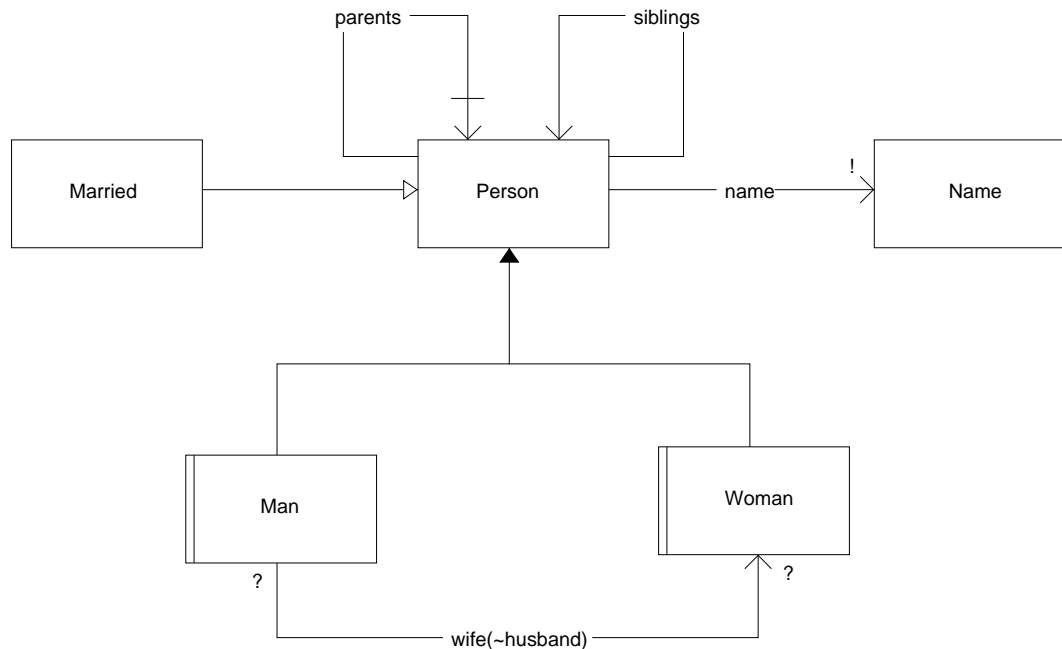 parents
siblings
Married
Person
name
!
Name
Man
Woman
?
?
wife(~husband)